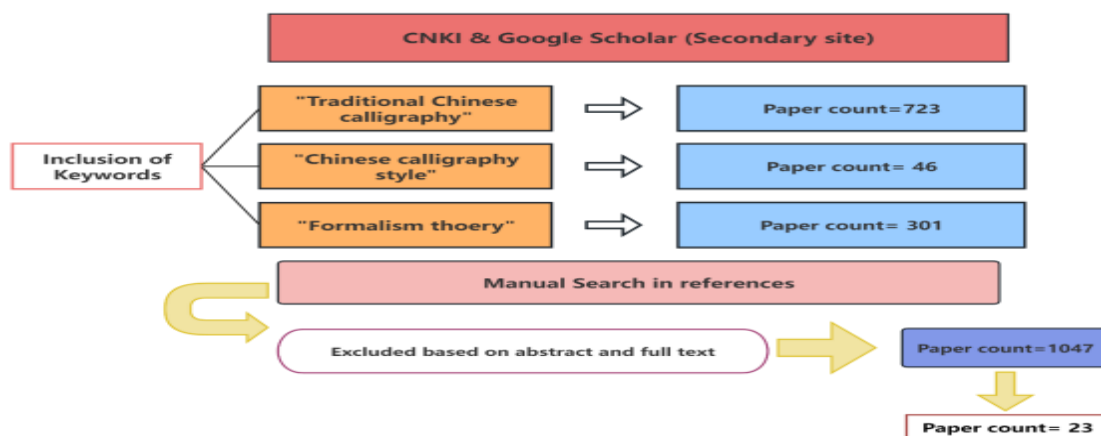 CNKI & Google Scholar (Secondary site)
"Traditional Chinese
calligraphy"
Paper count=723
Inclusion of
Keywords
"Chinese calligraphy
style"
Paper count= 46
"Formalism thoery"
Paper count= 301
Manual Search in references
Excluded based on abstract and full text
Paper count=1047
Paper count= 23